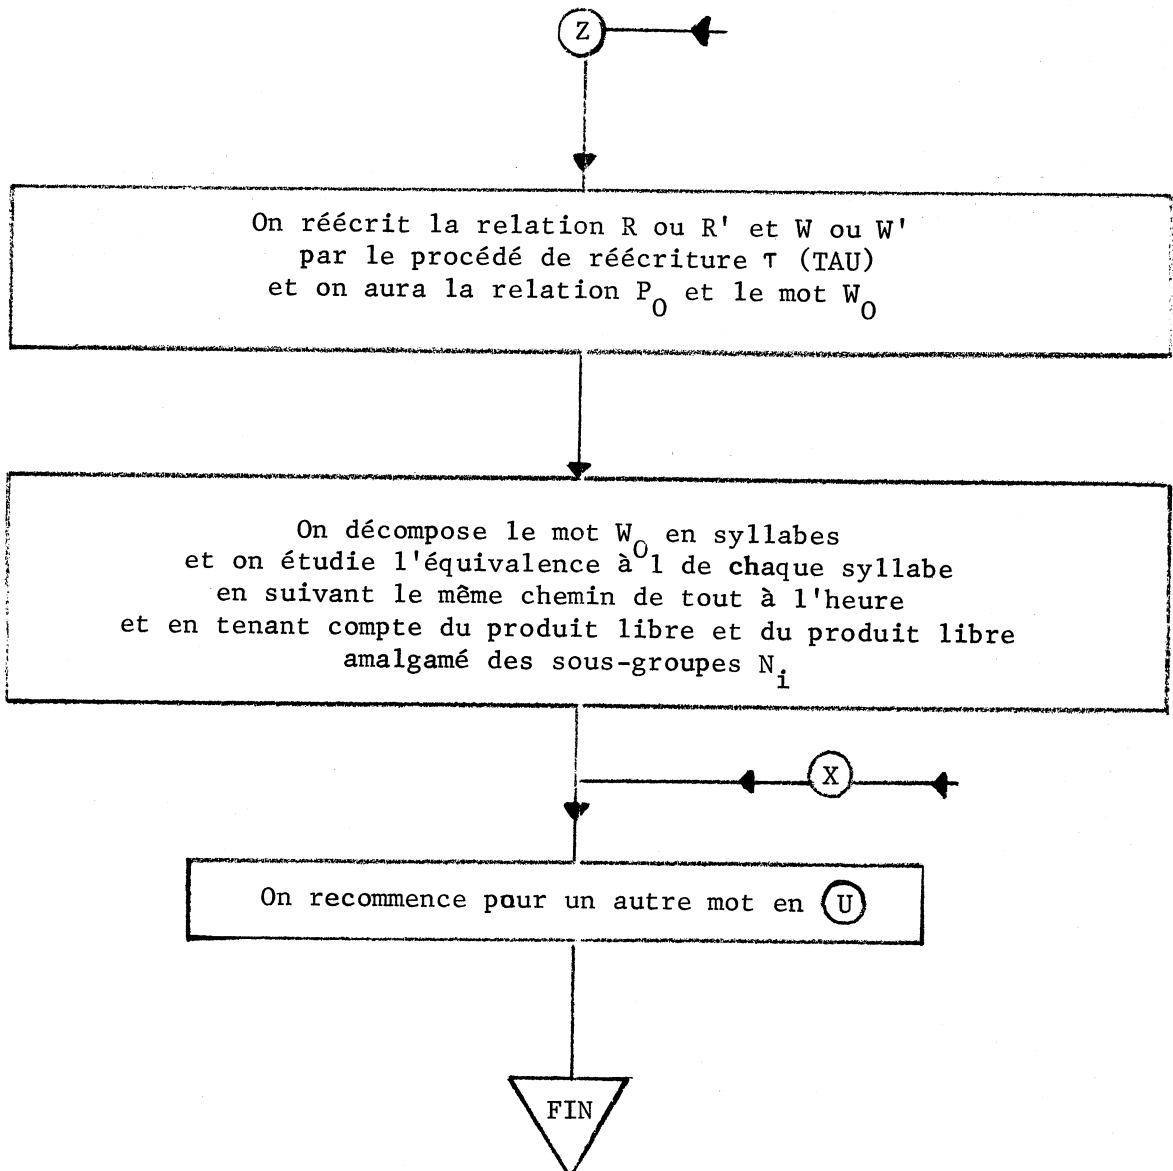 Z
On réécrit la relation R ou R' et W ou W'
par le procédé de réécriture τ (TAU)
et on aura la relation P₀ et le mot W₀
On décompose le mot W₀ en syllabes
et on étudie l'équivalence à 1 de chaque syllabe
en suivant le même chemin de tout à l'heure
et en tenant compte du produit libre et du produit libre
amalgamé des sous-groupes Nᵢ
X
On recommence pour un autre mot en U
FIN